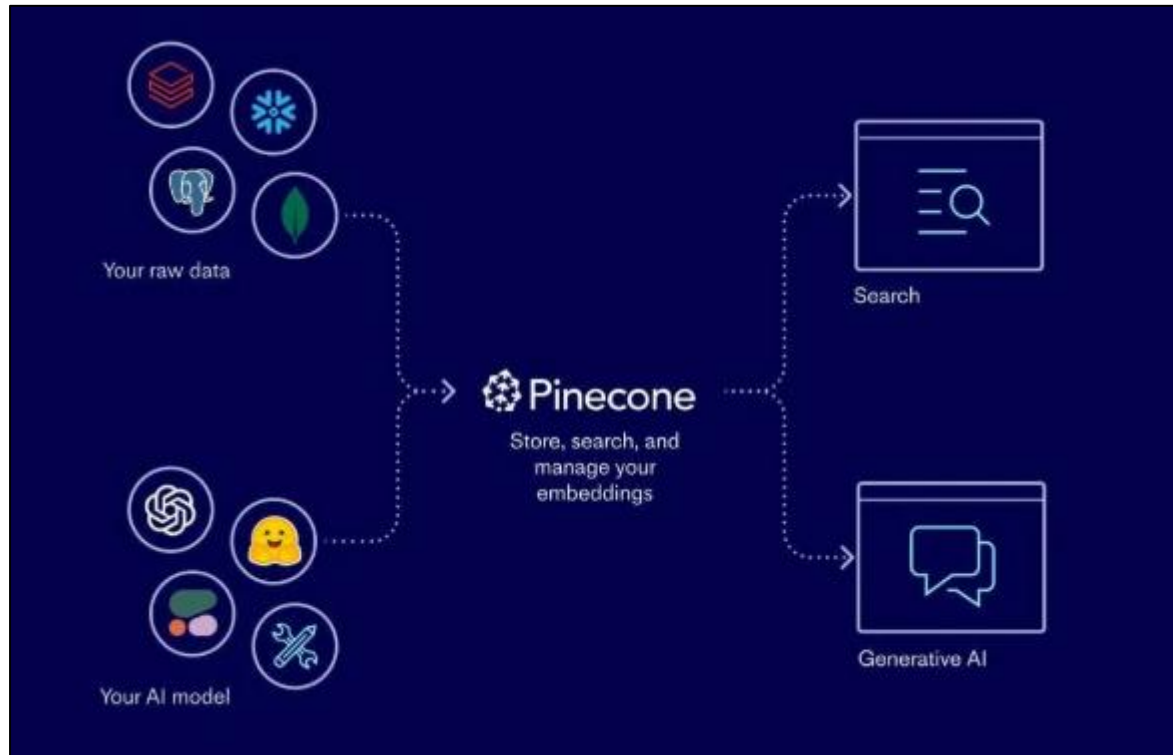 Your raw data
Your AI model
Pinecone
Store, search, and
manage your
embeddings
Search
Generative AI